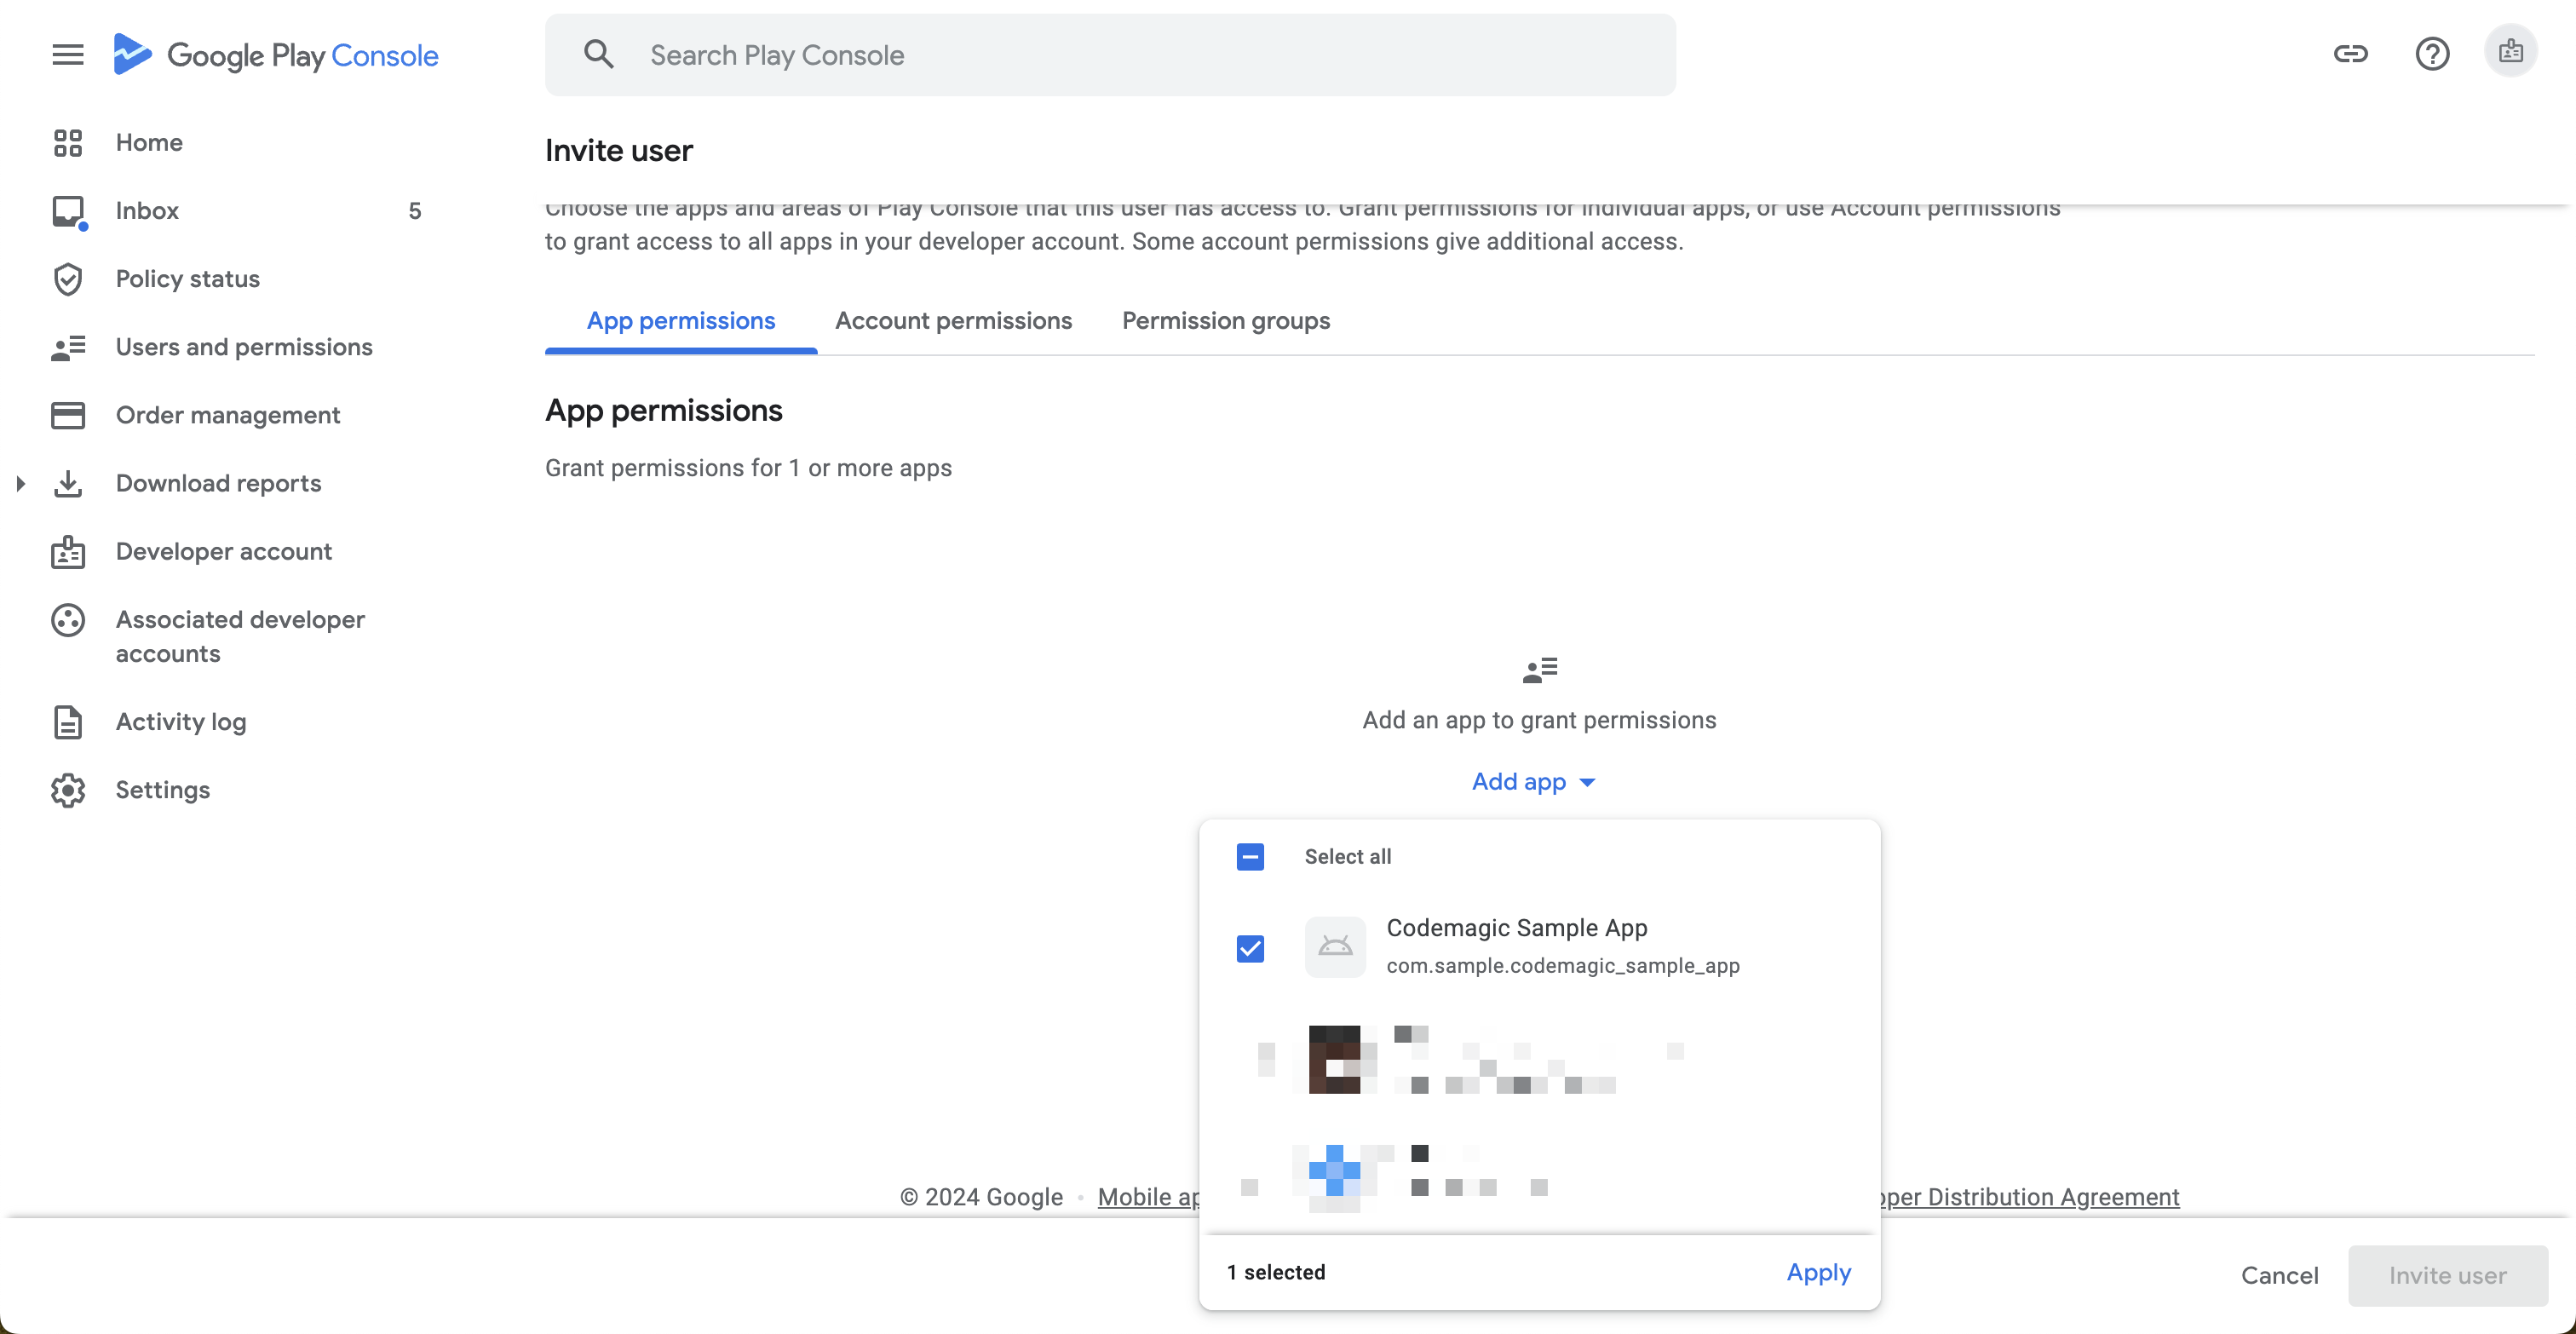 Google Play Console
Search Play Console
Home
Inbox 5
Policy status
Users and permissions
Order management
Download reports
Developer account
Associated developer
accounts
Activity log
Settings
Invite user
Choose the apps and areas of Play Console that this user has access to. Grant permissions for individual apps, or use Account permissions
to grant access to all apps in your developer account. Some account permissions give additional access.
App permissions Account permissions Permission groups
App permissions
Grant permissions for 1 or more apps
Add an app to grant permissions
Add app
Select all
Codemagic Sample App
com.sample.codemagic_sample_app
© 2024 Google • Mobile ap
oper Distribution Agreement
1 selected Apply
Cancel Invite user